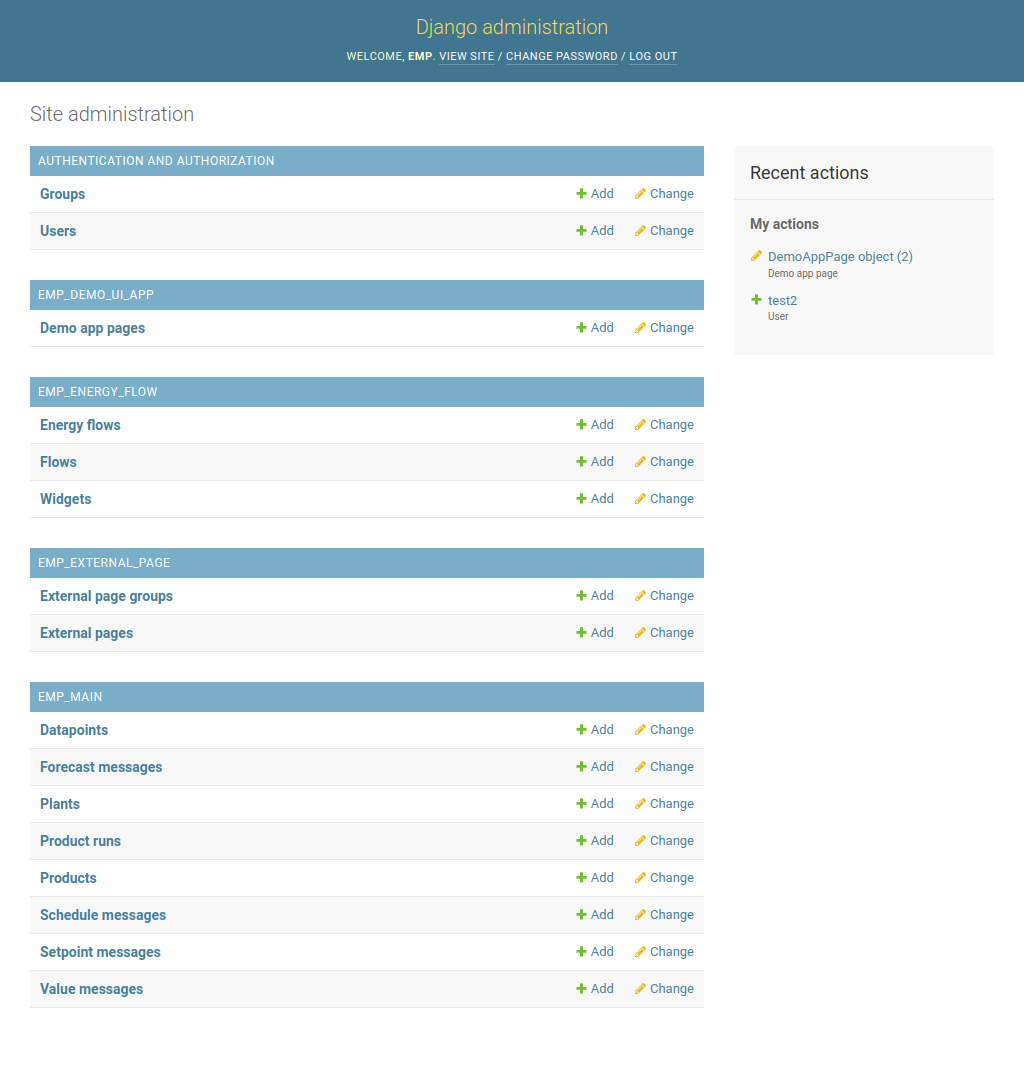 Django administration
WELCOME, EMP. VIEW SITE / CHANGE PASSWORD / LOG OUT
Site administration
AUTHENTICATION AND AUTHORIZATION
Groups Add Change
Users Add Change
EMP_DEMO_UI_APP
Demo app pages Add Change
EMP_ENERGY_FLOW
Energy flows Add Change
Flows Add Change
Widgets Add Change
EMP_EXTERNAL_PAGE
External page groups Add Change
External pages Add Change
EMP_MAIN
Datapoints Add Change
Forecast messages Add Change
Plants Add Change
Product runs Add Change
Products Add Change
Schedule messages Add Change
Setpoint messages Add Change
Value messages Add Change
Recent actions
My actions
DemoAppPage object (2)
Demo app page
test2
User